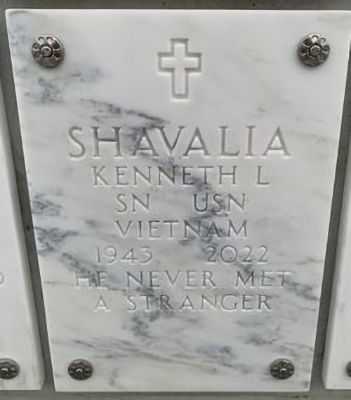 SHAVALIA
KENNETH L
SN USN
VIETNAM
1943 2022
HE NEVER MET
A STRANGER